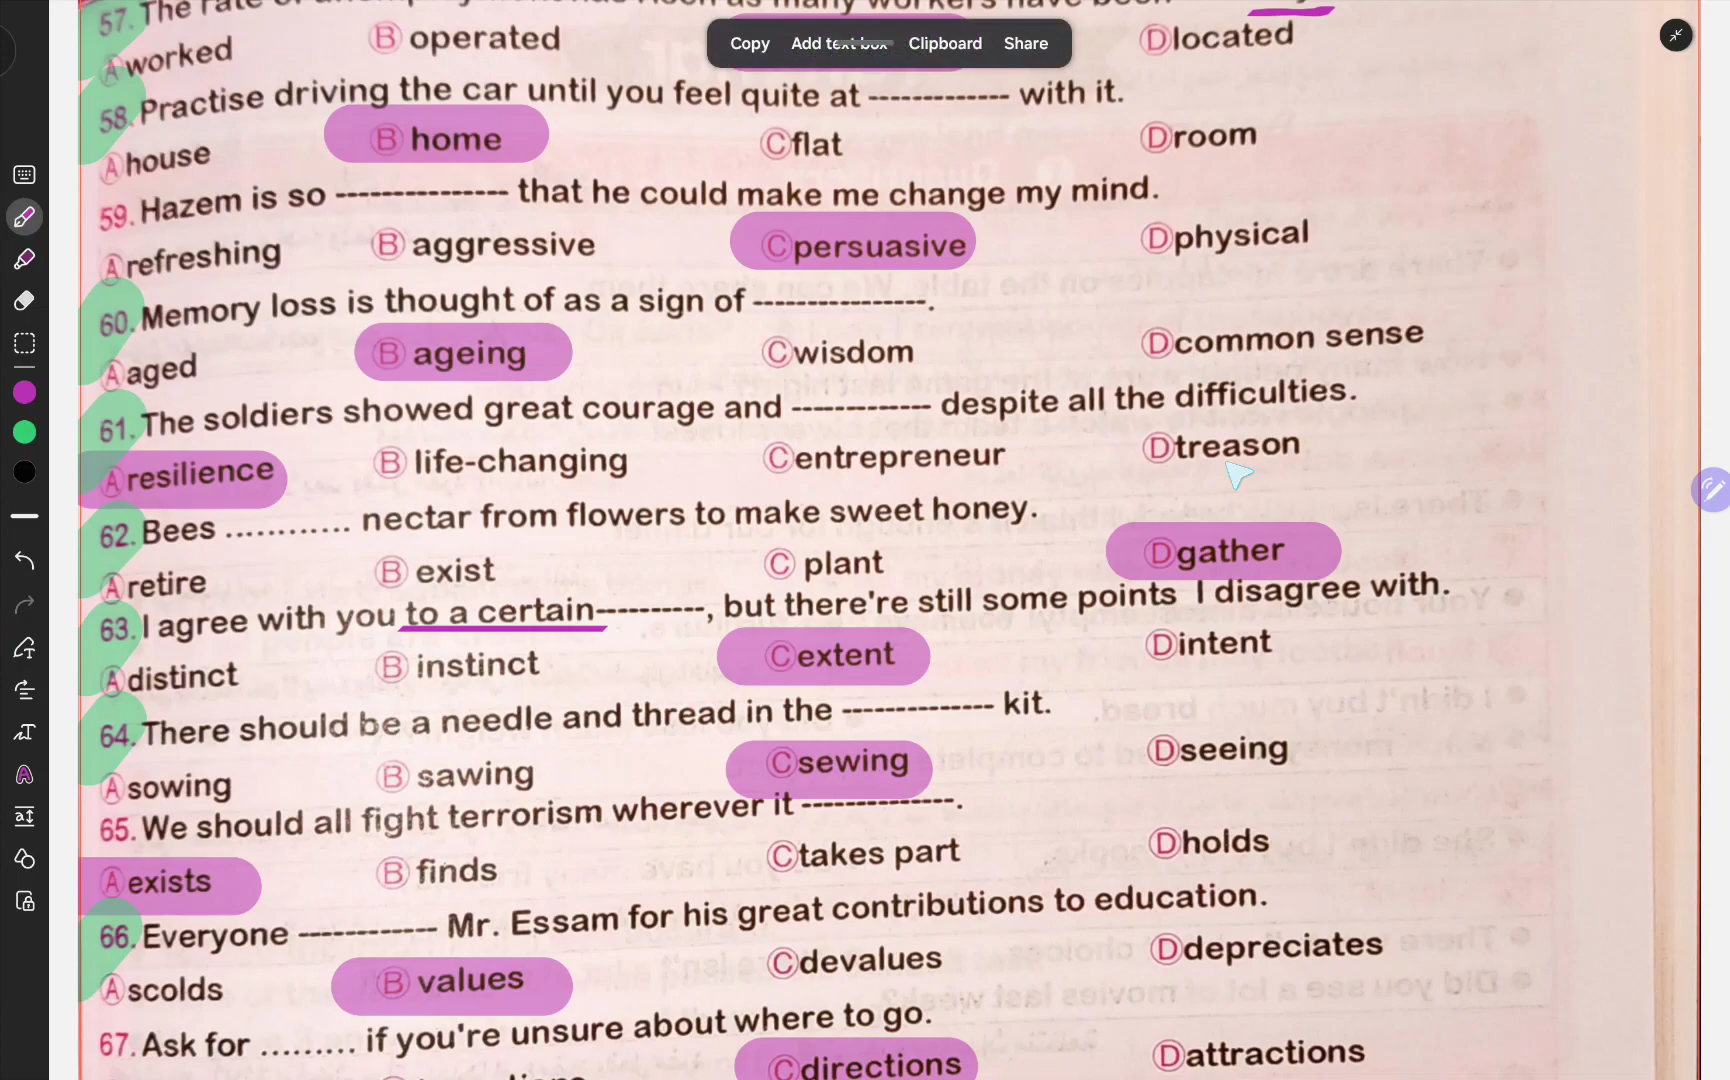 Copy Add text box Clipboard Share
57. The rate of
A worked B operated D located
58. Practise driving the car until you feel quite at ------------- with it.
A house B home C flat D room
59. Hazem is so ---------------- that he could make me change my mind.
A refreshing B aggressive C persuasive D physical
60. Memory loss is thought of as a sign of ----------------.
A aged B ageing C wisdom D common sense
61. The soldiers showed great courage and ------------- despite all the difficulties.
A resilience B life-changing C entrepreneur D treason
62. Bees ............ nectar from flowers to make sweet honey.
A retire B exist C plant D gather
63. I agree with you to a certain----------, but there're still some points I disagree with.
A distinct B instinct C extent D intent
64. There should be a needle and thread in the -------------- kit.
A sowing B sawing C sewing D seeing
65. We should all fight terrorism wherever it --------------.
A exists B finds C takes part D holds
66. Everyone ------------- Mr. Essam for his great contributions to education.
A scolds B values C devalues D depreciates
67. Ask for ......... if you're unsure about where to go.
C directions D attractions